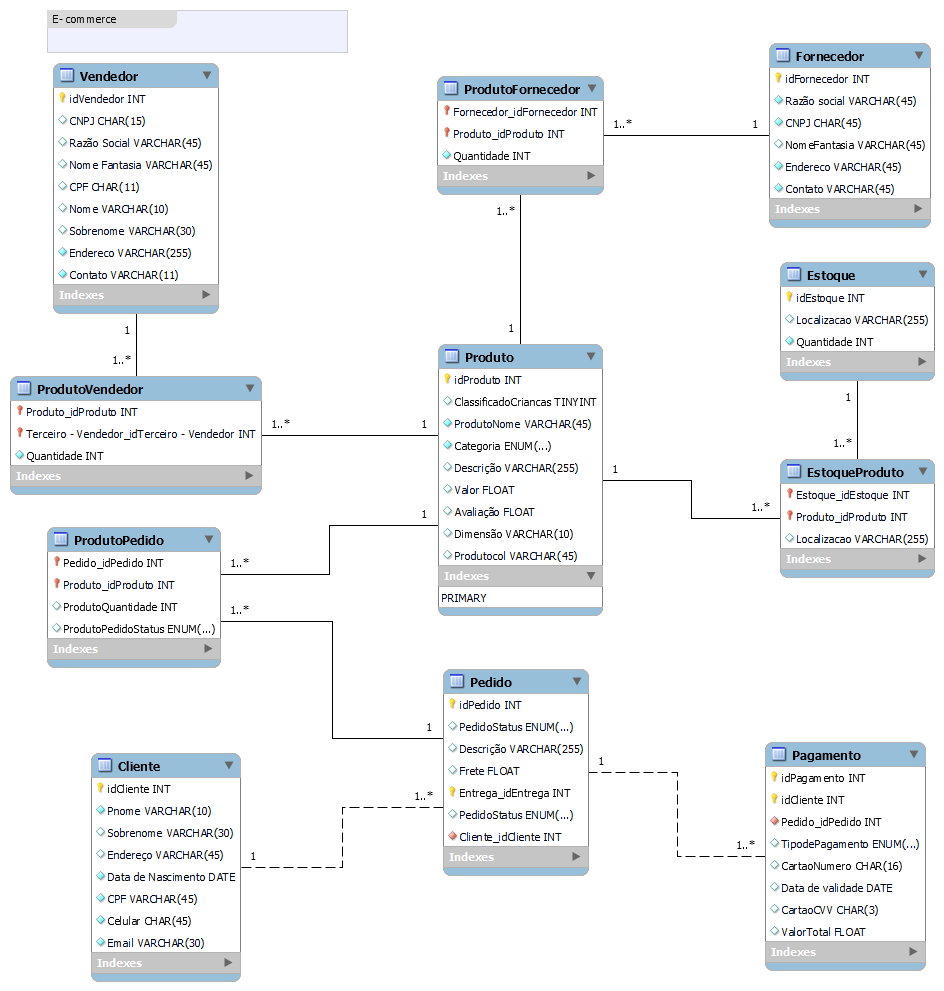 E- commerce
Vendedor
idVendedor INT
CNPJ CHAR(15)
Razão Social VARCHAR(45)
Nome Fantasia VARCHAR(45)
CPF CHAR(11)
Nome VARCHAR(10)
Sobrenome VARCHAR(30)
Endereco VARCHAR(255)
Contato VARCHAR(11)
Indexes
1
1..*
ProdutoFornecedor
Fornecedor_idFornecedor INT
Produto_idProduto INT
Quantidade INT
Indexes
1..*
1
1..*
1
Fornecedor
idFornecedor INT
Razão social VARCHAR(45)
CNPJ CHAR(45)
NomeFantasia VARCHAR(45)
Endereco VARCHAR(45)
Contato VARCHAR(45)
Indexes
Estoque
idEstoque INT
Localizacao VARCHAR(255)
Quantidade INT
Indexes
1
1..*
ProdutoVendedor
Produto_idProduto INT
Terceiro - Vendedor_idTerceiro - Vendedor INT
Quantidade INT
Indexes
1..*
1
Produto
idProduto INT
ClassificadoCriancas TINYINT
ProdutoNome VARCHAR(45)
Categoria ENUM(...)
Descrição VARCHAR(255)
Valor FLOAT
Avaliação FLOAT
Dimensão VARCHAR(10)
Produtocol VARCHAR(45)
Indexes
PRIMARY
1
1..*
EstoqueProduto
Estoque_idEstoque INT
Produto_idProduto INT
Localizacao VARCHAR(255)
Indexes
ProdutoPedido
Pedido_idPedido INT
Produto_idProduto INT
ProdutoQuantidade INT
ProdutoPedidoStatus ENUM(...)
Indexes
1
1..*
1..*
1
Pedido
idPedido INT
PedidoStatus ENUM(...)
Descrição VARCHAR(255)
Frete FLOAT
Entrega_idEntrega INT
PedidoStatus ENUM(...)
Cliente_idCliente INT
Indexes
Cliente
idCliente INT
Pnome VARCHAR(10)
Sobrenome VARCHAR(30)
Endereço VARCHAR(45)
Data de Nascimento DATE
CPF VARCHAR(45)
Celular CHAR(45)
Email VARCHAR(30)
Indexes
1
1..*
1
1..*
Pagamento
idPagamento INT
idCliente INT
Pedido_idPedido INT
TipodePagamento ENUM(...)
CartaoNumero CHAR(16)
Data de validade DATE
CartaoCVV CHAR(3)
ValorTotal FLOAT
Indexes